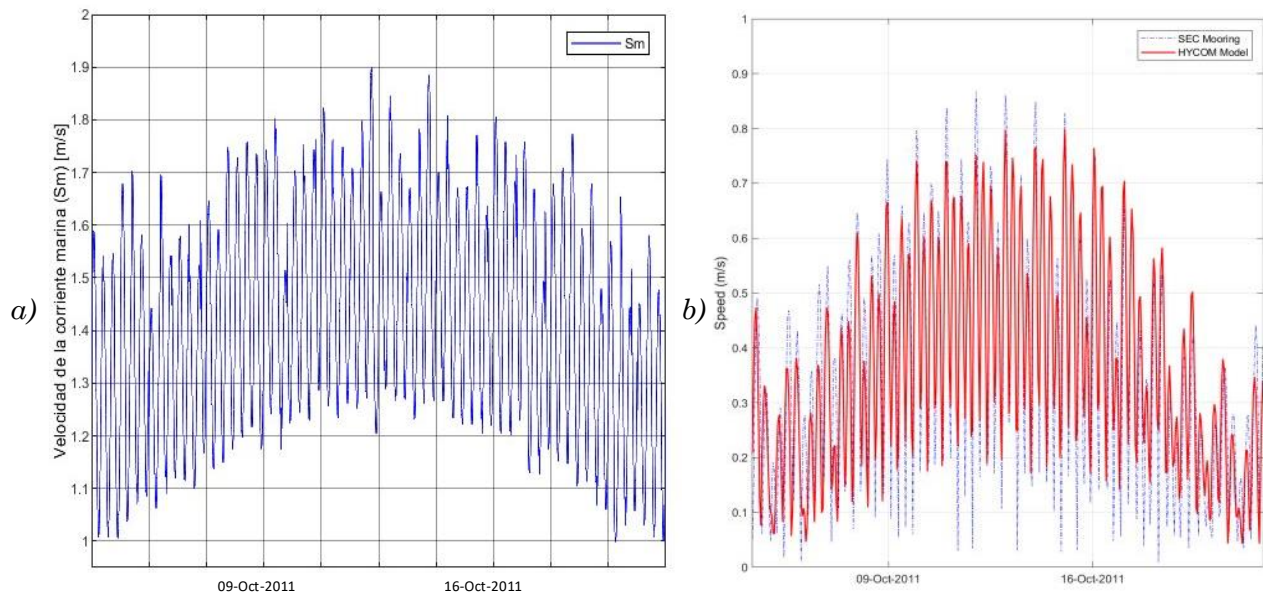 a)
Velocidad de la corriente marina (Sm) [m/s]
2
1.9
1.8
1.7
1.6
1.5
1.4
1.3
1.2
1.1
1
Sm
09-Oct-2011
16-Oct-2011
b)
Speed (m/s)
1
0.9
0.8
0.7
0.6
0.5
0.4
0.3
0.2
0.1
0
SEC Mooring
HYCOM Model
09-Oct-2011
16-Oct-2011